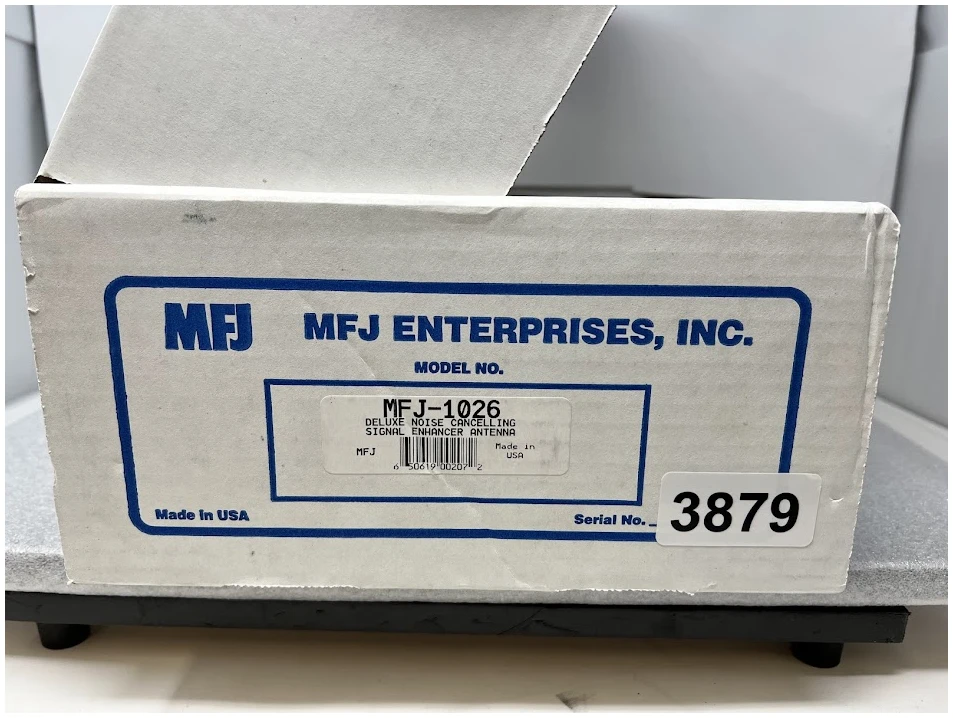 MFJ MFJ ENTERPRISES, INC.
MODEL NO.
MFJ-1026
DELUXE NOISE CANCELLING
SIGNAL ENHANCER ANTENNA
MFJ Made in
USA
6 50619 00207 2
Made in USA
Serial No. _
3879